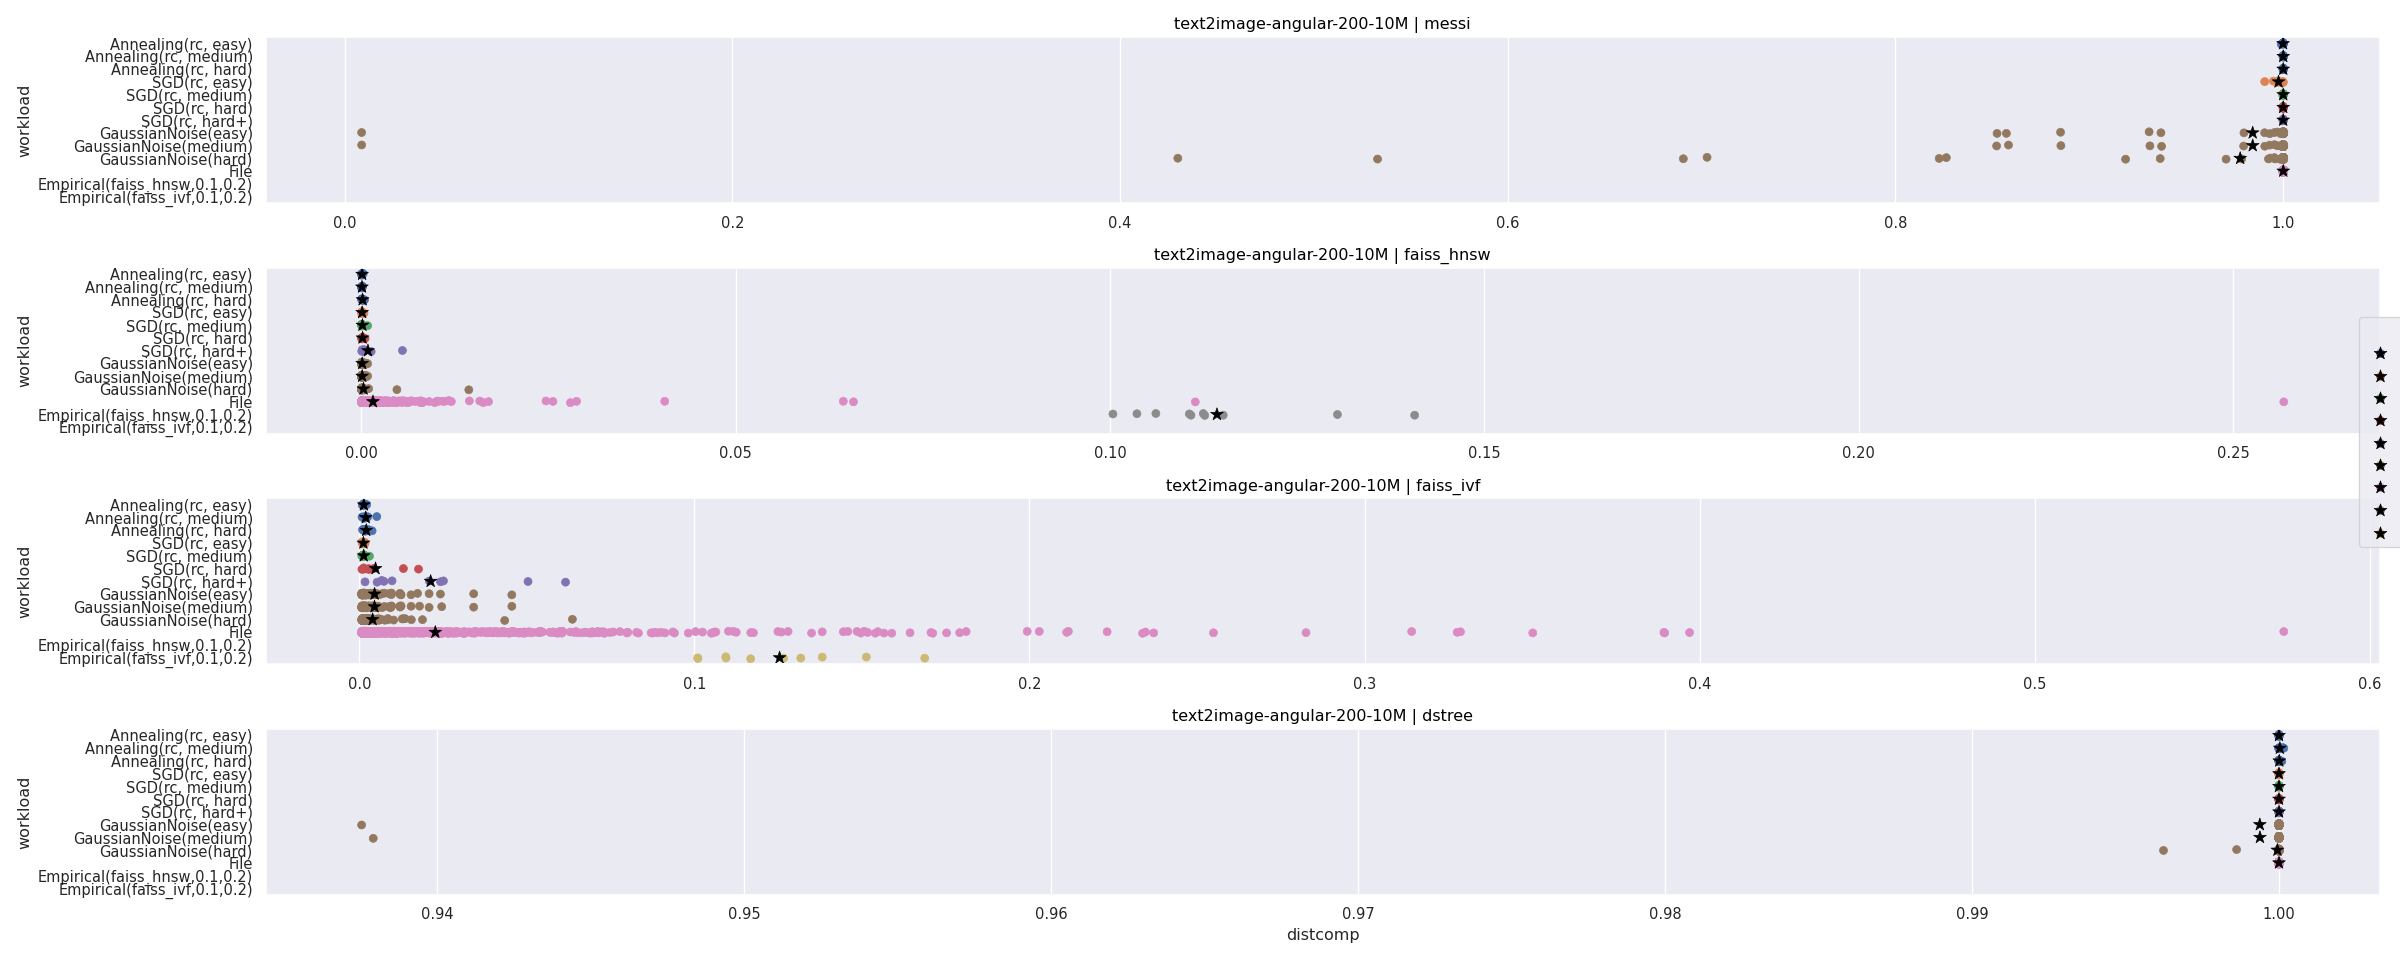 text2image-angular-200-10M | messi
workload
Annealing(rc, easy)
Annealing(rc, medium)
Annealing(rc, hard)
SGD(rc, easy)
SGD(rc, medium)
SGD(rc, hard)
SGD(rc, hard+)
GaussianNoise(easy)
GaussianNoise(medium)
GaussianNoise(hard)
File
Empirical(faiss_hnsw,0.1,0.2)
Empirical(faiss_ivf,0.1,0.2)
0.0 0.2 0.4 0.6 0.8 1.0
text2image-angular-200-10M | faiss_hnsw
workload
Annealing(rc, easy)
Annealing(rc, medium)
Annealing(rc, hard)
SGD(rc, easy)
SGD(rc, medium)
SGD(rc, hard)
SGD(rc, hard+)
GaussianNoise(easy)
GaussianNoise(medium)
GaussianNoise(hard)
File
Empirical(faiss_hnsw,0.1,0.2)
Empirical(faiss_ivf,0.1,0.2)
0.00 0.05 0.10 0.15 0.20 0.25
text2image-angular-200-10M | faiss_ivf
workload
Annealing(rc, easy)
Annealing(rc, medium)
Annealing(rc, hard)
SGD(rc, easy)
SGD(rc, medium)
SGD(rc, hard)
SGD(rc, hard+)
GaussianNoise(easy)
GaussianNoise(medium)
GaussianNoise(hard)
File
Empirical(faiss_hnsw,0.1,0.2)
Empirical(faiss_ivf,0.1,0.2)
0.0 0.1 0.2 0.3 0.4 0.5 0.6
text2image-angular-200-10M | dstree
workload
Annealing(rc, easy)
Annealing(rc, medium)
Annealing(rc, hard)
SGD(rc, easy)
SGD(rc, medium)
SGD(rc, hard)
SGD(rc, hard+)
GaussianNoise(easy)
GaussianNoise(medium)
GaussianNoise(hard)
File
Empirical(faiss_hnsw,0.1,0.2)
Empirical(faiss_ivf,0.1,0.2)
0.94 0.95 0.96 0.97 0.98 0.99 1.00
distcomp